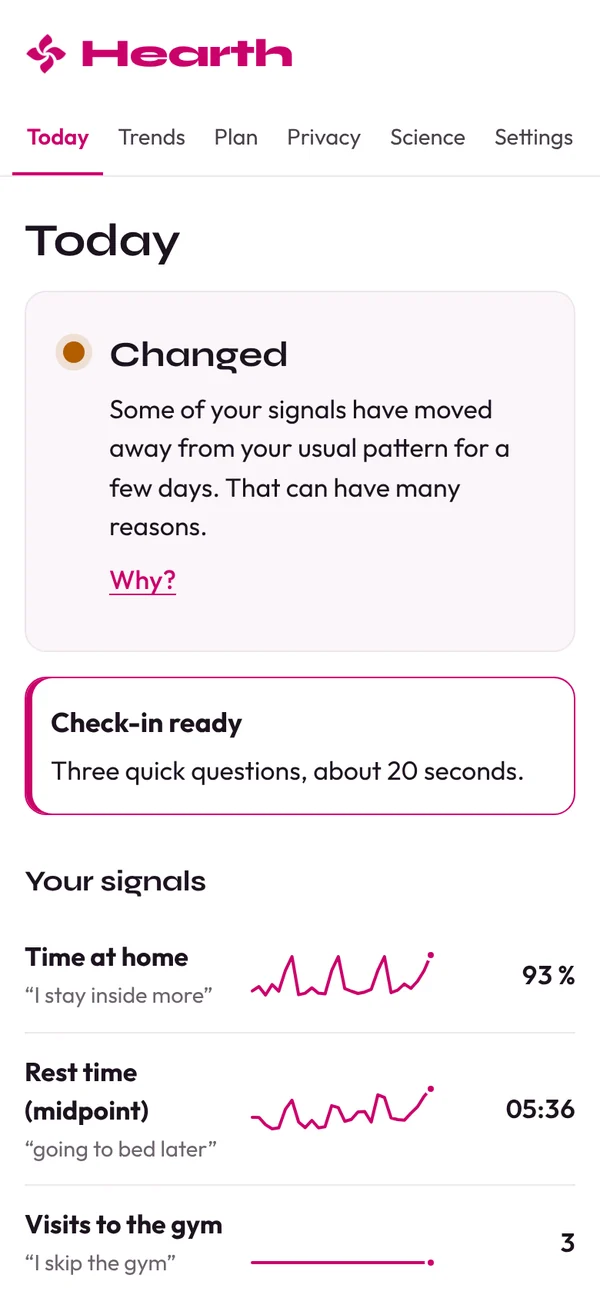 Hearth
Today Trends Plan Privacy Science Settings
Today
Changed
Some of your signals have moved
away from your usual pattern for a
few days. That can have many
reasons.
Why?
Check-in ready
Three quick questions, about 20 seconds.
Your signals
Time at home
“I stay inside more”
93 %
Rest time
(midpoint)
“going to bed later”
05:36
Visits to the gym
“I skip the gym”
3